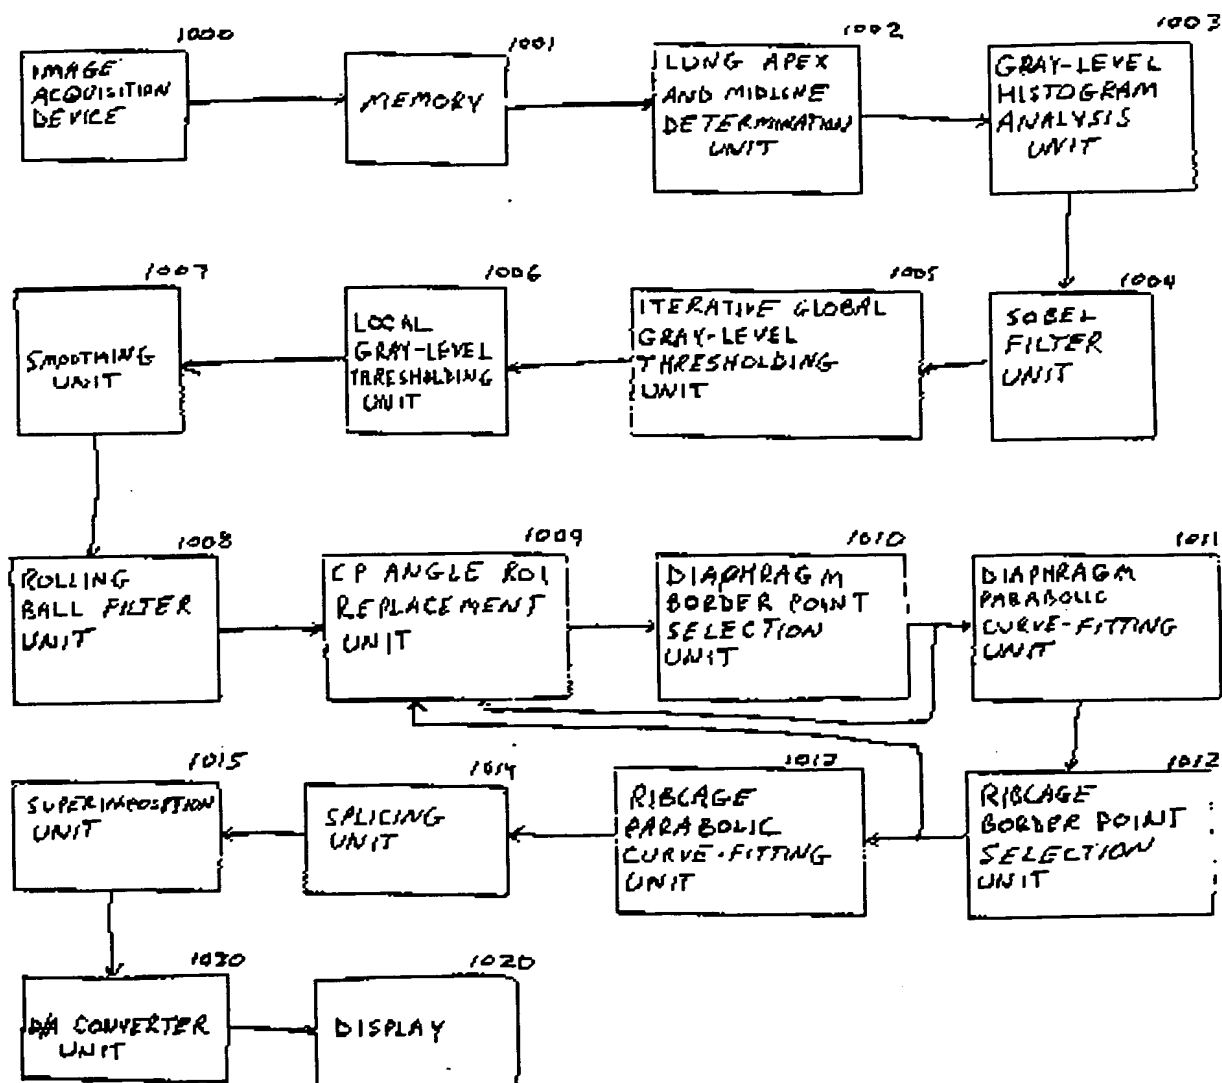 1000
IMAGE
ACQUISITION
DEVICE
1001
MEMORY
1002
LUNG APEX
AND MIDLINE
DETERMINATION
UNIT
1003
GRAY-LEVEL
HISTOGRAM
ANALYSIS
UNIT
1007
SMOOTHING
UNIT
1006
LOCAL
GRAY-LEVEL
THRESHOLDING
UNIT
1005
ITERATIVE GLOBAL
GRAY-LEVEL
THRESHOLDING
UNIT
1004
SOBEL
FILTER
UNIT
1008
ROLLING
BALL FILTER
UNIT
1009
CP ANGLE ROI
REPLACEMENT
UNIT
1010
DIAPHRAGM
BORDER POINT
SELECTION
UNIT
1011
DIAPHRAGM
PARABOLIC
CURVE-FITTING
UNIT
1015
SUPERIMPOSITION
UNIT
1014
SPLICING
UNIT
1013
RIBCAGE
PARABOLIC
CURVE-FITTING
UNIT
1012
RIBCAGE
BORDER POINT
SELECTION
UNIT
1030
D/A CONVERTER
UNIT
1020
DISPLAY